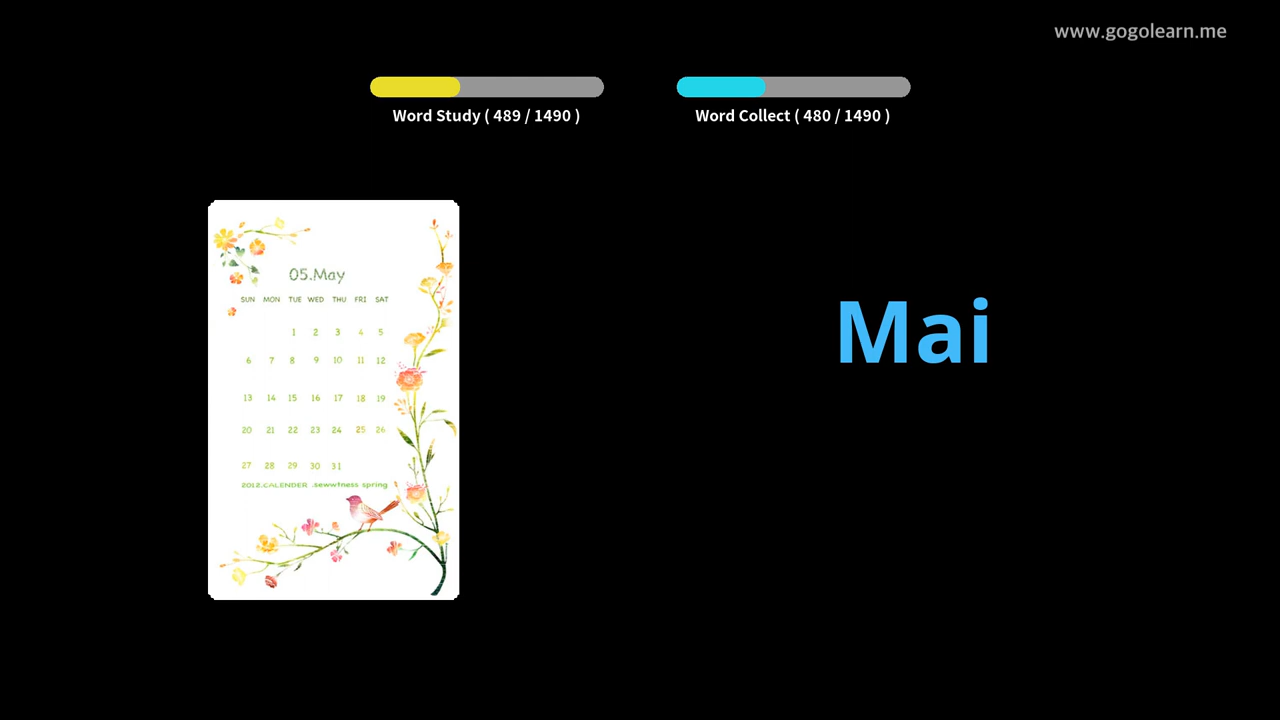 www.gogolearn.me
Word Study ( 489 / 1490 )
Word Collect ( 480 / 1490 )
05.May
SUN MON TUE WED THU FRI SAT
1 2 3 4 5
6 7 8 9 10 11 12
13 14 15 16 17 18 19
20 21 22 23 24 25 26
27 28 29 30 31
2012.CALENDER .sewwtness spring
Mai